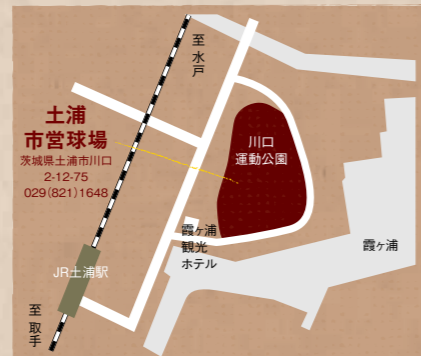 至 水戸
土浦
市営球場
茨城県土浦市川口
2-12-75
029(821)1648
川口
運動公園
霞ヶ浦
観光
ホテル
霞ヶ浦
JR土浦駅
至 取手